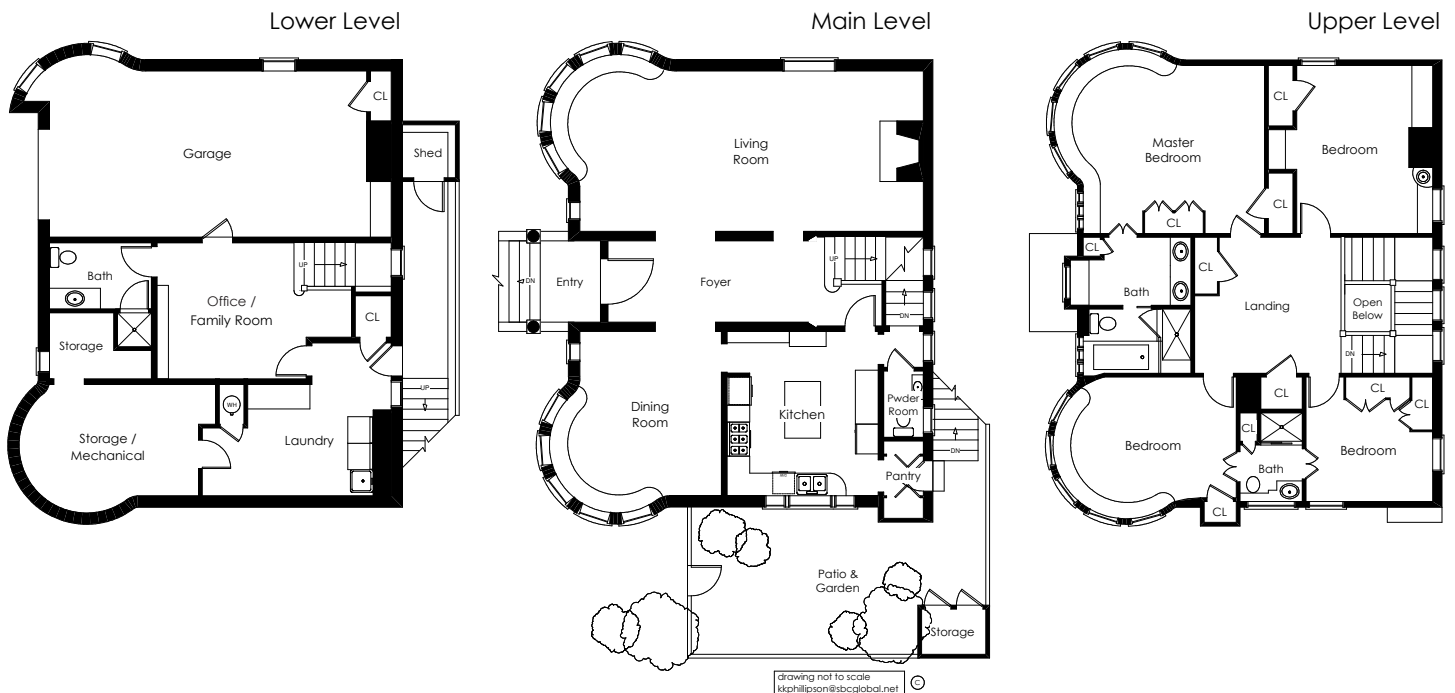 Lower Level
CL
Shed
Garage
Bath
UP
Office /
Family Room
CL
Storage
UP
WH
Storage /
Mechanical
Laundry
Main Level
Living
Room
DN
Entry
Foyer
UP
DN
Dining
Room
Kitchen
Pwder
Room
DN
Pantry
Patio &
Garden
Storage
drawing not to scale
kkphillipson@sbcglobal.net
C
Upper Level
CL
Master
Bedroom
Bedroom
CL
CL
CL
CL
Bath
Landing
Open
Below
DN
CL
CL
CL
CL
Bedroom
Bedroom
Bath
CL